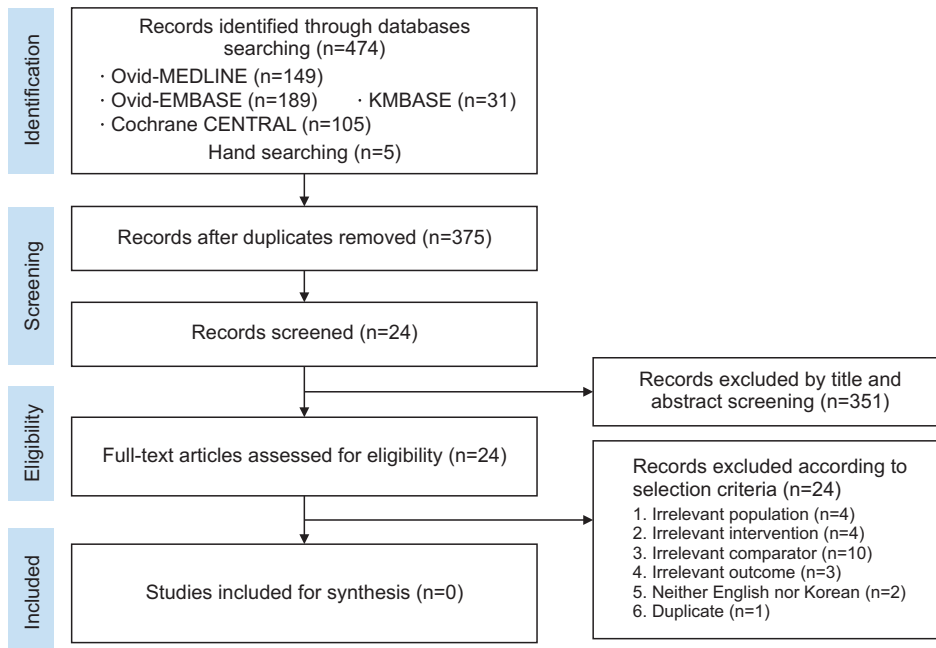 Identification
Records identified through databases
searching (n=474)
· Ovid-MEDLINE (n=149)
· Ovid-EMBASE (n=189) · KMBASE (n=31)
· Cochrane CENTRAL (n=105)
Hand searching (n=5)
Screening
Records after duplicates removed (n=375)
Records screened (n=24)
Records excluded by title and
abstract screening (n=351)
Eligibility
Full-text articles assessed for eligibility (n=24)
Records excluded according to
selection criteria (n=24)
1. Irrelevant population (n=4)
2. Irrelevant intervention (n=4)
3. Irrelevant comparator (n=10)
4. Irrelevant outcome (n=3)
5. Neither English nor Korean (n=2)
6. Duplicate (n=1)
Included
Studies included for synthesis (n=0)